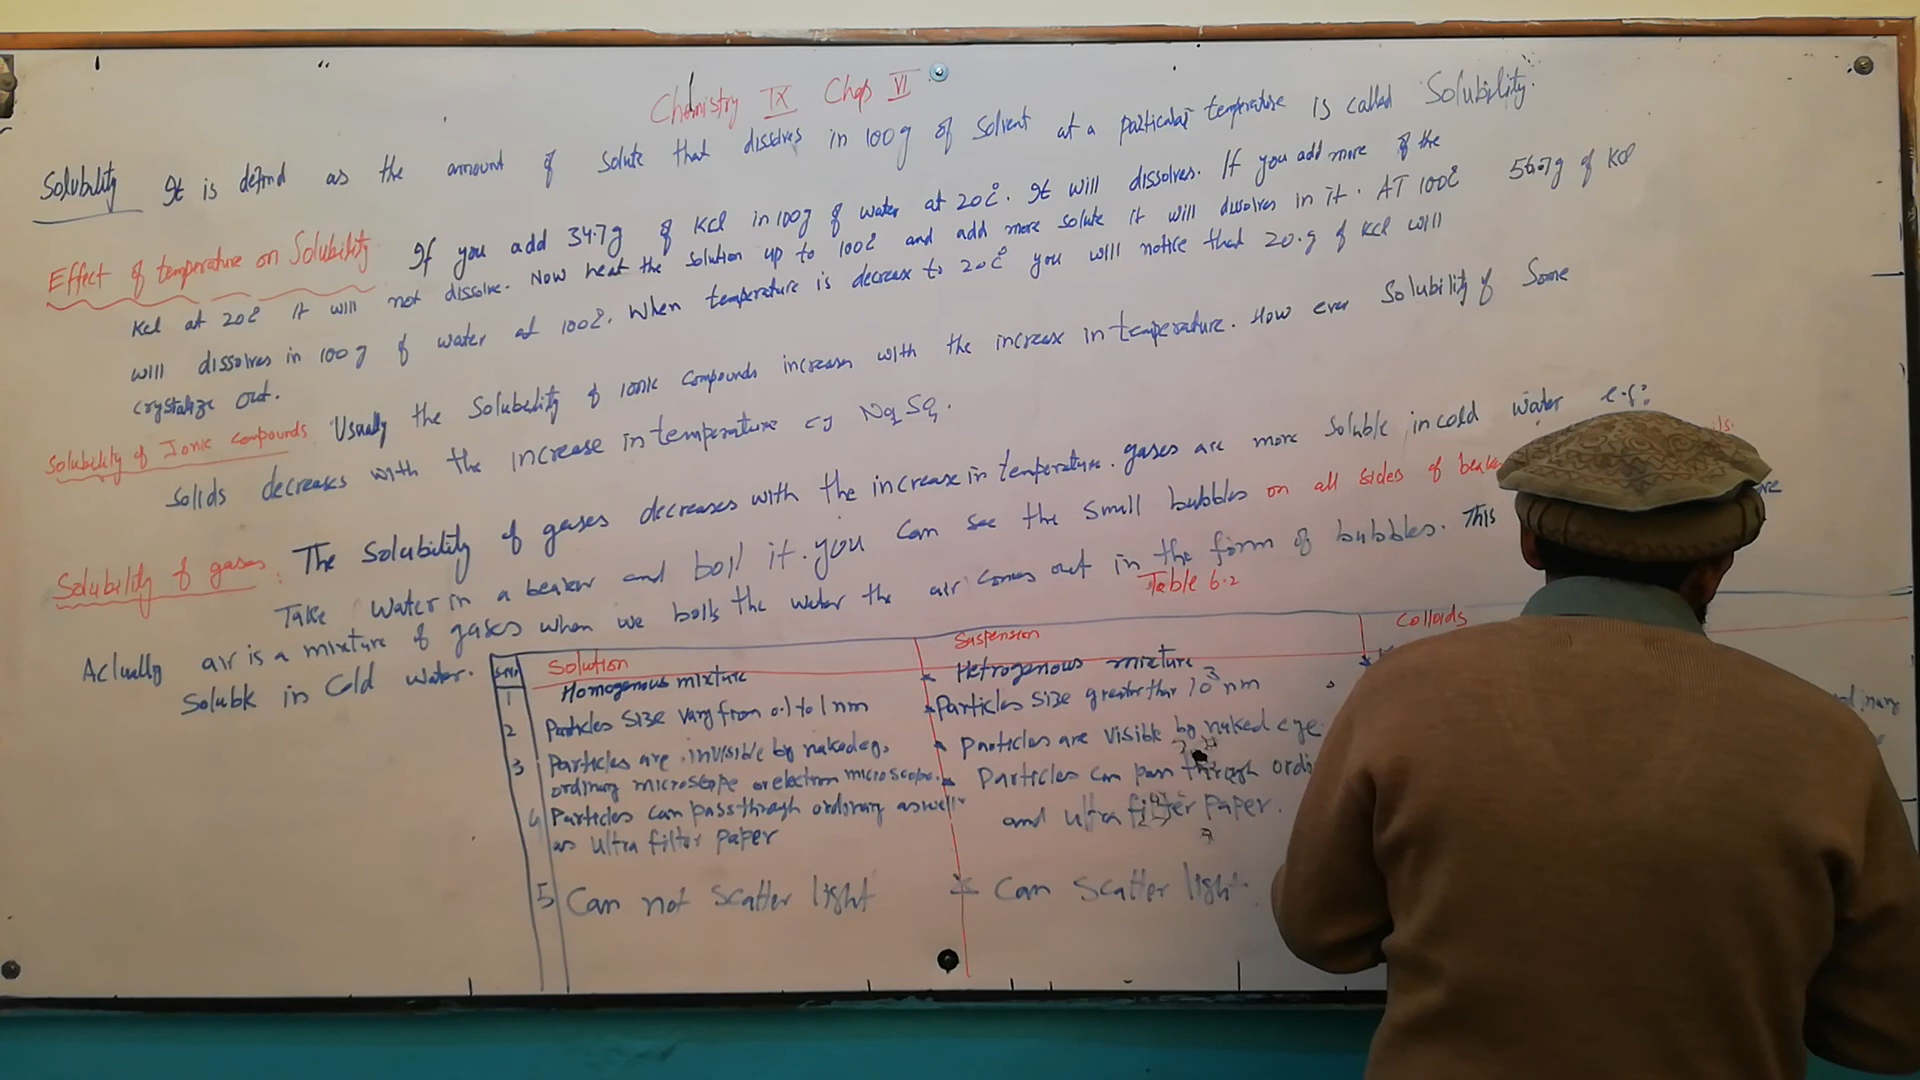 Chemistry IX Chap VI
Solubility It is defind as the amount of solute that dissolves in 100g of solvent at a particular temperature is called Solubility.
Effect of temperature on Solubility If you add 34.7g of KCl in 100g of water at 20c°. It will dissolves. If you add more of the
KCl at 20c° it will not dissolve. Now heat the solution up to 100c° and add more solute it will dissolves in it. AT 100c° 56.7g of KCl
will dissolves in 100g of water at 100c°. When temperature is decrease to 20c° you will notice that 20.g of KCl will
crystalize out.
Solubility of Ionic compounds Usually the Solubility of ionic compounds increases with the increase in temperature. How ever Solubility of Some
Solids decreases with the increase in temperature eg Na2SO4.
Solubility of gases: The Solubility of gases decreases with the increase in temperature. gases are more soluble in cold water e.g:
Take water in a beaker and boil it. you can see the small bubbles on all sides of
Actually air is a mixture of gases when we boils the water the air comes out in the form of bubbles. This
Soluble in cold water.
Table 6.2
S.no Solution Suspension Colloids
1 Homogenous mixture Hetrogenous mixture
2 Particles size vary from 0.1 to 1 nm Particles size greater than 10³ nm
3 Particles are invisible by naked eye, Particles are visible by naked eye.
ordinary microscope or electron microscope.
4 Particles can pass through ordinary as well Particles can pass through
as ultra filter paper and ultra filter paper.
5 Can not scatter light Can scatter light.